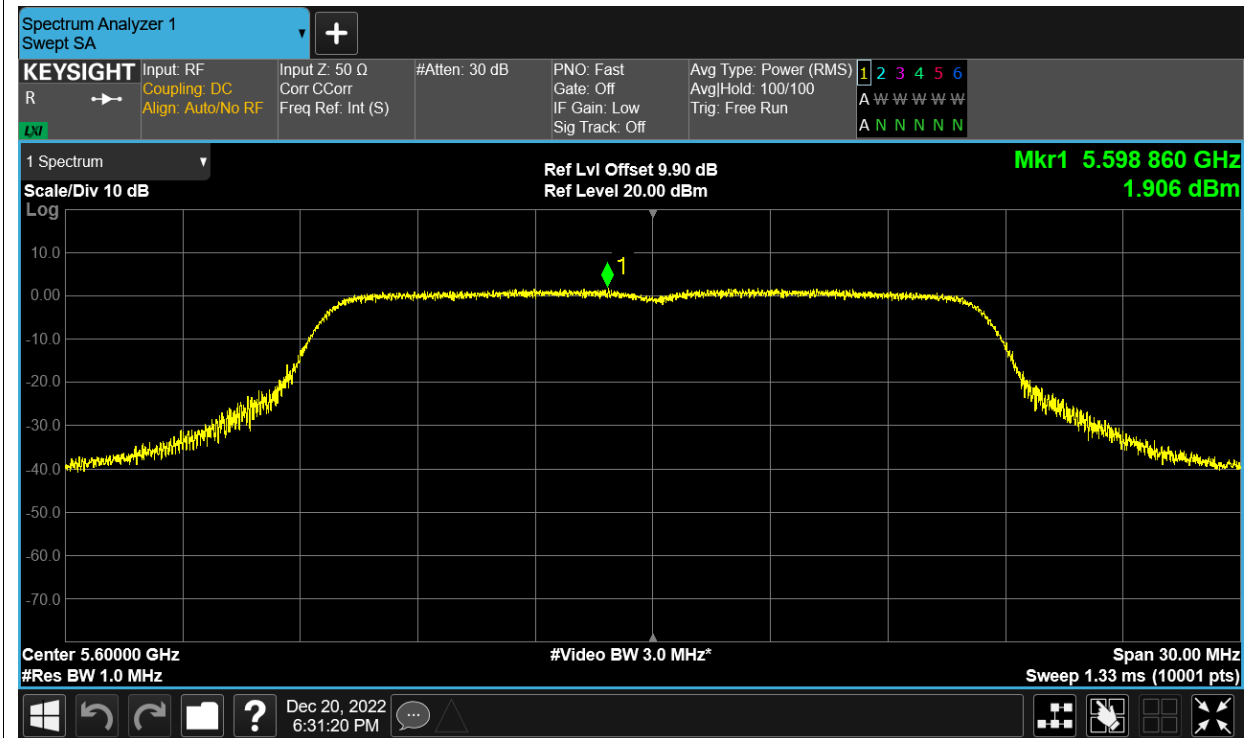 Spectrum Analyzer 1
Swept SA
KEYSIGHT
R
LXI
Input: RF
Coupling: DC
Align: Auto/No RF
Input Z: 50 Ω
Corr CCorr
Freq Ref: Int (S)
#Atten: 30 dB
PNO: Fast
Gate: Off
IF Gain: Low
Sig Track: Off
Avg Type: Power (RMS)
Avg|Hold: 100/100
Trig: Free Run
1 2 3 4 5 6
A W W W W W
A N N N N N
1 Spectrum
Scale/Div 10 dB
Ref Lvl Offset 9.90 dB
Ref Level 20.00 dBm
Mkr1 5.598 860 GHz
1.906 dBm
Log
10.0
0.00
-10.0
-20.0
-30.0
-40.0
-50.0
-60.0
-70.0
1
Center 5.60000 GHz
#Res BW 1.0 MHz
#Video BW 3.0 MHz*
Span 30.00 MHz
Sweep 1.33 ms (10001 pts)
?
Dec 20, 2022
6:31:20 PM